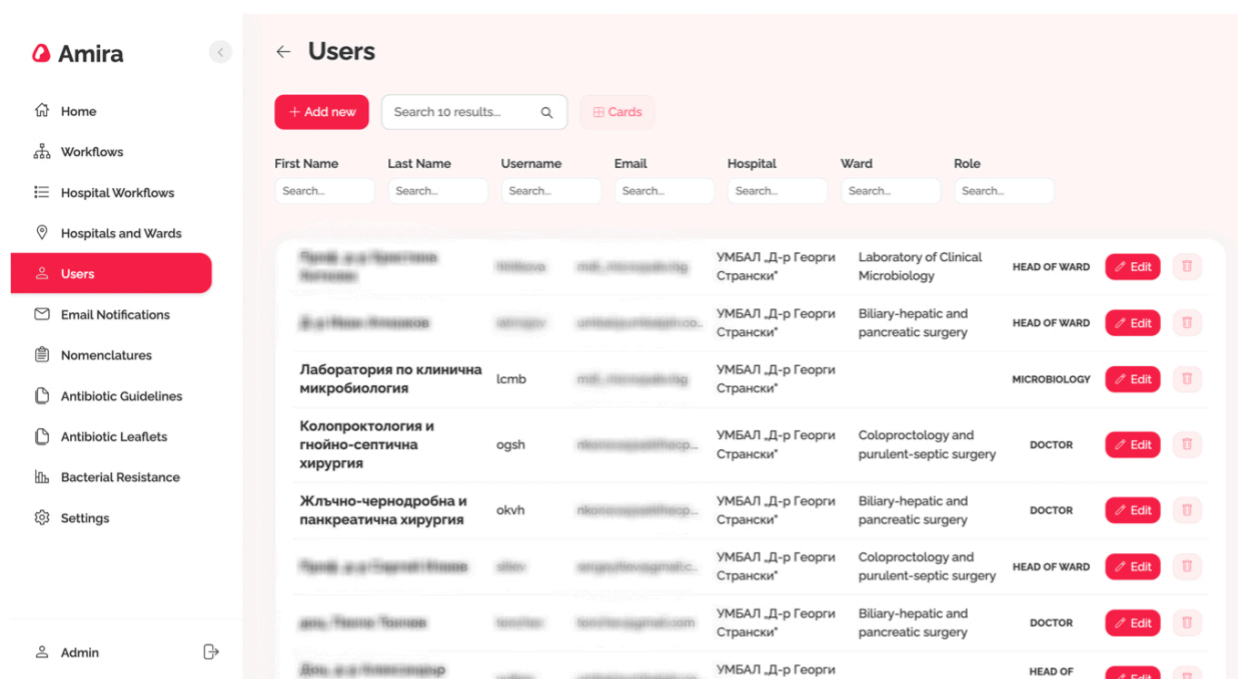 Amira
Home
Workflows
Hospital Workflows
Hospitals and Wards
Users
Email Notifications
Nomenclatures
Antibiotic Guidelines
Antibiotic Leaflets
Bacterial Resistance
Settings
Admin
Users
+ Add new
Search 10 results...
Cards
First Name Last Name Username Email Hospital Ward Role
Search... Search... Search... Search... Search... Search... Search...
УМБАЛ „Д-р Георги Laboratory of Clinical
Странски" Microbiology
HEAD OF WARD Edit
УМБАЛ „Д-р Георги Biliary-hepatic and
Странски" pancreatic surgery
HEAD OF WARD Edit
Лаборатория по клинична
микробиология
lcmb
УМБАЛ „Д-р Георги
Странски"
MICROBIOLOGY Edit
Колопроктология и
гнойно-септична
хирургия
ogsh
УМБАЛ „Д-р Георги Coloproctology and
Странски" purulent-septic surgery
DOCTOR Edit
Жлъчно-чернодробна и
панкреатична хирургия
okvh
УМБАЛ „Д-р Георги Biliary-hepatic and
Странски" pancreatic surgery
DOCTOR Edit
УМБАЛ „Д-р Георги Coloproctology and
Странски" purulent-septic surgery
HEAD OF WARD Edit
УМБАЛ „Д-р Георги Biliary-hepatic and
Странски" pancreatic surgery
DOCTOR Edit
УМБАЛ „Д-р Георги
HEAD OF
Edit